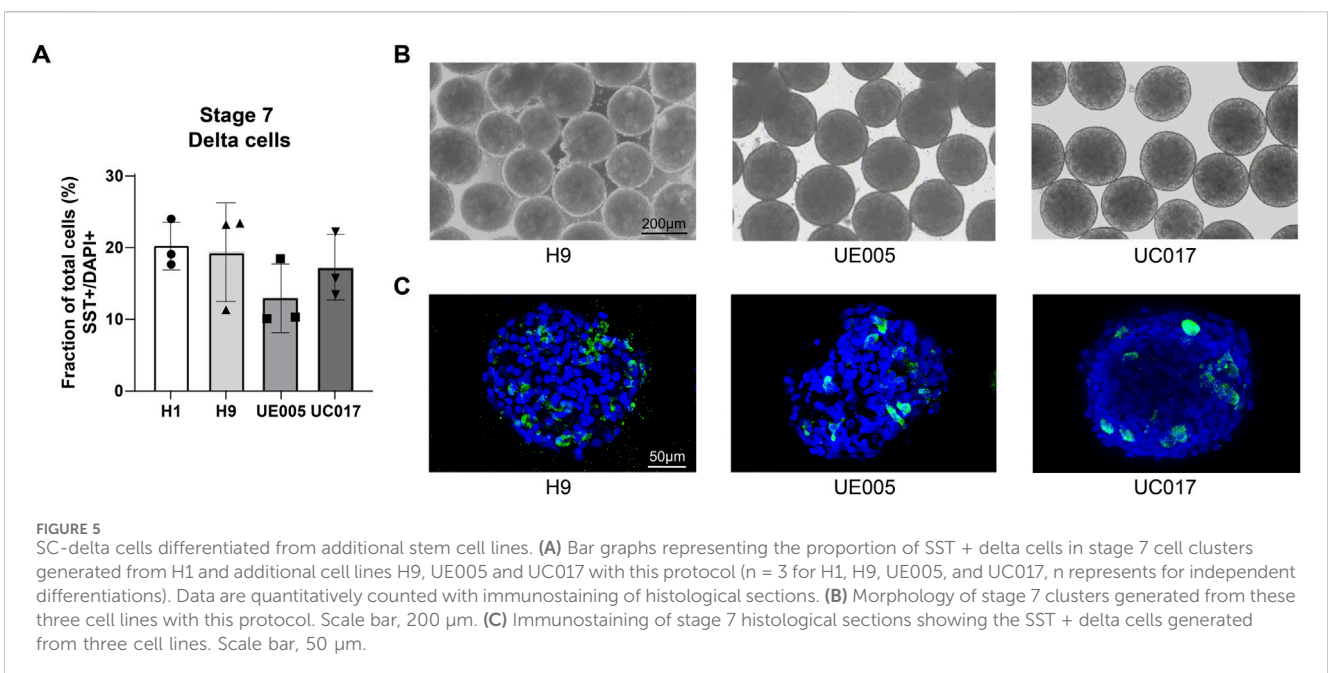 A
Stage 7
Delta cells
Fraction of total cells (%)
SST+/DAPI+
30
20
10
0
H1 H9 UE005 UC017
B
200µm
H9 UE005 UC017
C
50µm
H9 UE005 UC017
FIGURE 5
SC-delta cells differentiated from additional stem cell lines. (A) Bar graphs representing the proportion of SST + delta cells in stage 7 cell clusters
generated from H1 and additional cell lines H9, UE005 and UC017 with this protocol (n = 3 for H1, H9, UE005, and UC017, n represents for independent
differentiations). Data are quantitatively counted with immunostaining of histological sections. (B) Morphology of stage 7 clusters generated from these
three cell lines with this protocol. Scale bar, 200 µm. (C) Immunostaining of stage 7 histological sections showing the SST + delta cells generated
from three cell lines. Scale bar, 50 µm.